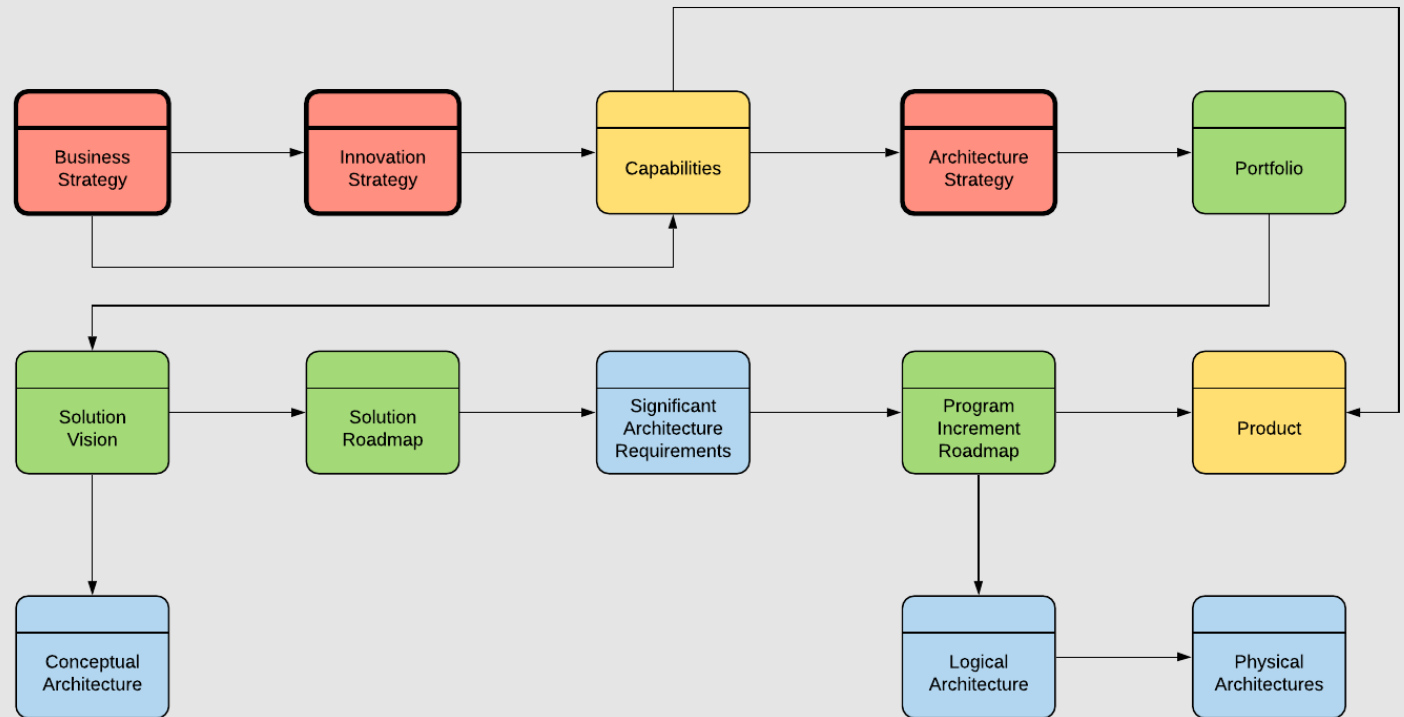 Business
Strategy
Innovation
Strategy
Capabilities
Architecture
Strategy
Portfolio
Solution
Vision
Solution
Roadmap
Significant
Architecture
Requirements
Program
Increment
Roadmap
Product
Conceptual
Architecture
Logical
Architecture
Physical
Architectures